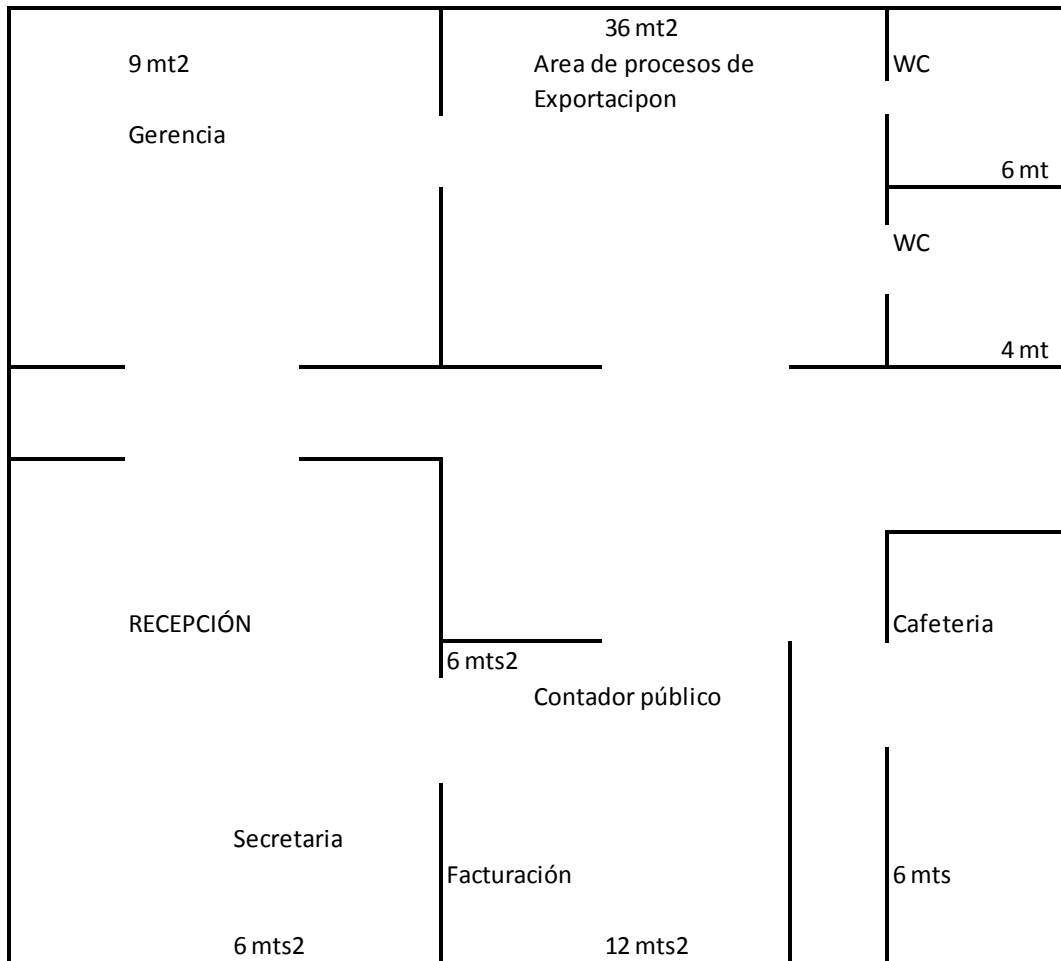 36 mt2
9 mt2
Area de procesos de
Exportacipon
WC
Gerencia
6 mt
WC
4 mt
RECEPCIÓN
Cafeteria
6 mts2
Contador público
Secretaria
Facturación
6 mts
6 mts2
12 mts2